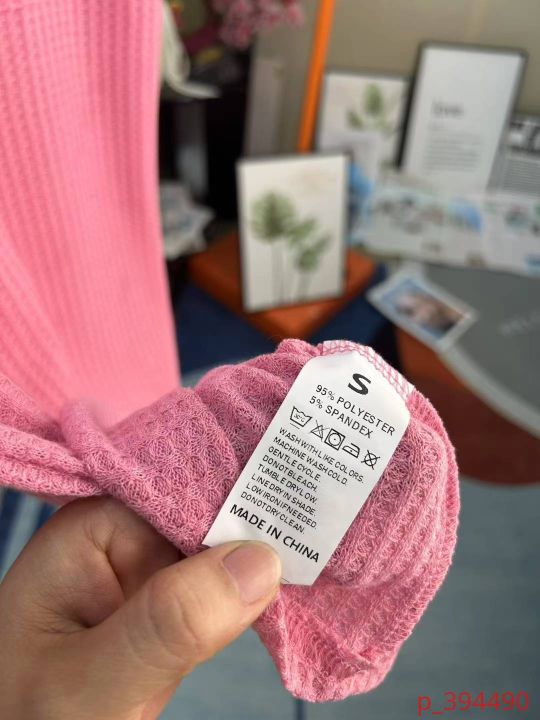 S
95% POLYESTER
5% SPANDEX
WASH WITH LIKE COLORS.
MACHINE WASH COLD.
GENTLE CYCLE.
DO NOT BLEACH.
TUMBLE DRY LOW.
LINE DRY IN SHADE.
LOW IRON IF NEEDED.
DO NOT DRY CLEAN.
MADE IN CHINA
p_394490